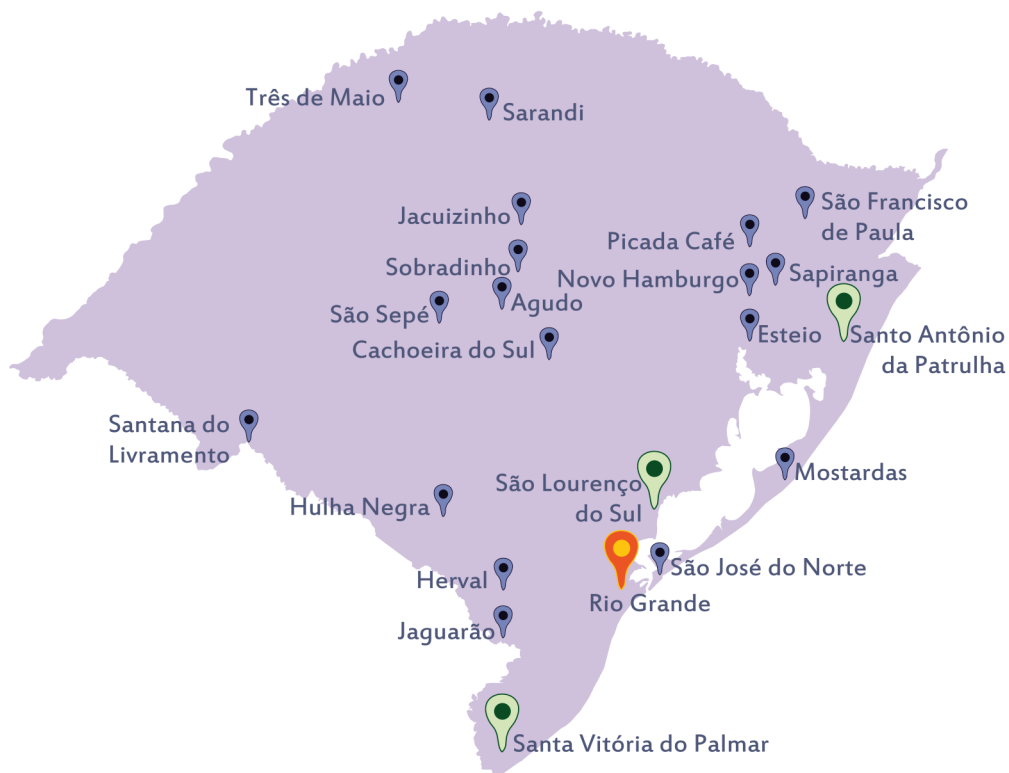 Três de Maio
Sarandi
Jacuizinho
São Francisco
de Paula
Picada Café
Sobradinho
Novo Hamburgo
Sapiranga
São Sepé
Agudo
Cachoeira do Sul
Esteio
Santo Antônio
da Patrulha
Santana do
Livramento
Mostardas
São Lourenço
do Sul
Hulha Negra
São José do Norte
Herval
Rio Grande
Jaguarão
Santa Vitória do Palmar